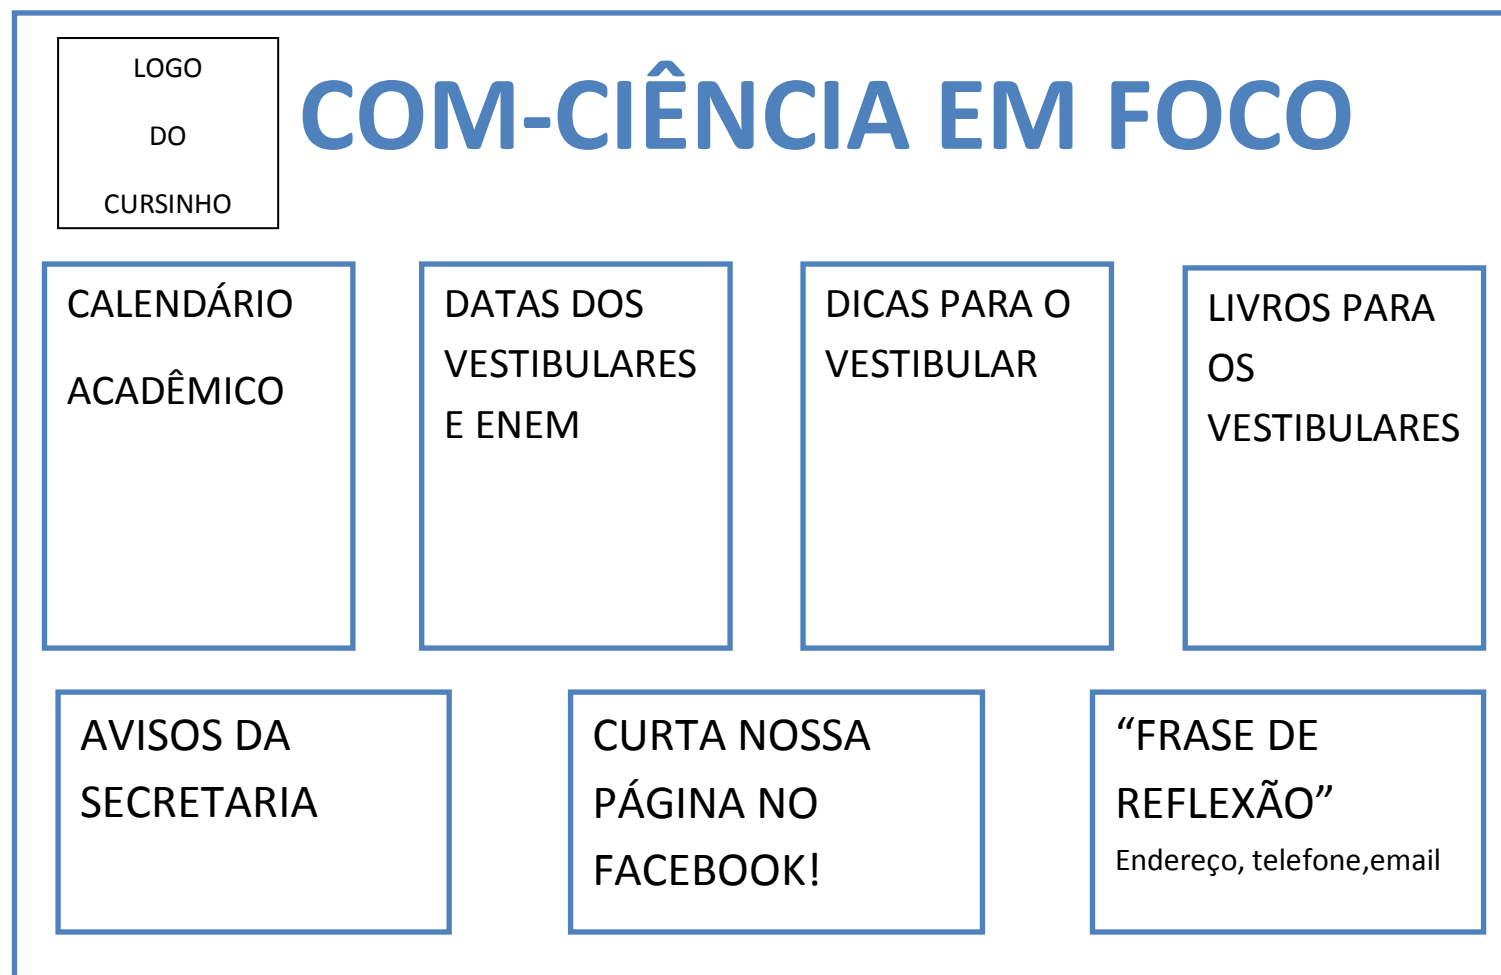 LOGO
DO
CURSINHO
COM-CIÊNCIA EM FOCO
CALENDÁRIO
ACADÊMICO
DATAS DOS
VESTIBULARES
E ENEM
DICAS PARA O
VESTIBULAR
LIVROS PARA
OS
VESTIBULARES
AVISOS DA
SECRETARIA
CURTA NOSSA
PÁGINA NO
FACEBOOK!
“FRASE DE
REFLEXÃO”
Endereço, telefone,email